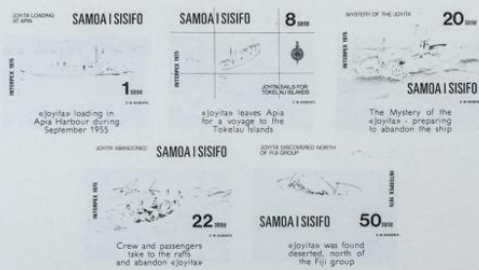 JOYITA LOADING
AT APIA
SAMOA I SISIFO
INTERPEX 1975
1 sene
«Joyita» loading in
Apia Harbour during
September 1955
SAMOA I SISIFO
8 sene
INTERPEX 1975
JOYITA SAILS FOR
TOKELAU ISLANDS
«Joyita» leaves Apia
for a voyage to the
Tokelau Islands
MYSTERY OF THE JOYITA
20 sene
INTERPEX 1975
SAMOA I SISIFO
The Mystery of the
«Joyita» - preparing
to abandon the ship
JOYITA ABANDONED
SAMOA I SISIFO
INTERPEX 1975
22 sene
Crew and passengers
take to the rafts
and abandon «Joyita»
JOYITA DISCOVERED NORTH
OF FIJI GROUP
INTERPEX 1975
SAMOA I SISIFO
50 sene
«Joyita» was found
deserted, north of
the Fiji group